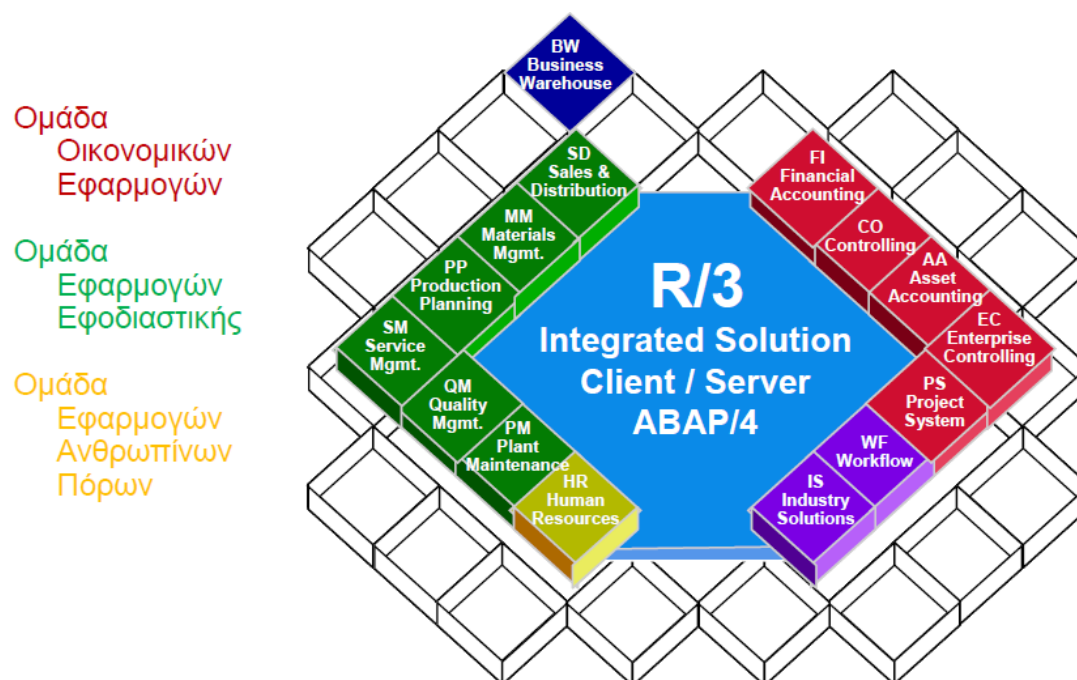 Ομάδα
Οικονομικών
Εφαρμογών
Ομάδα
Εφαρμογών
Εφοδιαστικής
Ομάδα
Εφαρμογών
Ανθρωπίνων
Πόρων
BW
Business
Warehouse
SD
Sales &
Distribution
MM
Materials
Mgmt.
PP
Production
Planning
SM
Service
Mgmt.
QM
Quality
Mgmt.
PM
Plant
Maintenance
HR
Human
Resources
R/3
Integrated Solution
Client / Server
ABAP/4
FI
Financial
Accounting
CO
Controlling
AA
Asset
Accounting
EC
Enterprise
Controlling
PS
Project
System
WF
Workflow
IS
Industry
Solutions